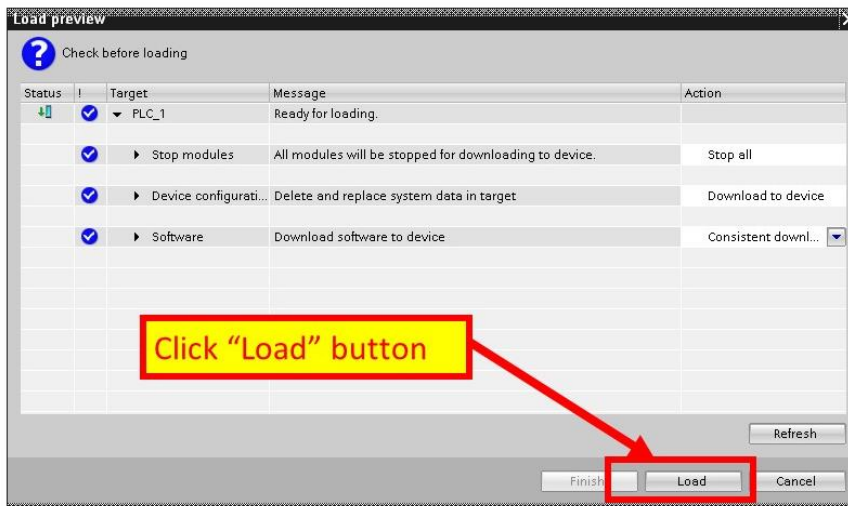 Load preview
Check before loading
Status ! Target Message Action
PLC_1 Ready for loading.
Stop modules All modules will be stopped for downloading to device. Stop all
Device configurati... Delete and replace system data in target Download to device
Software Download software to device Consistent downl...
Click “Load” button
Refresh
Finish Load Cancel